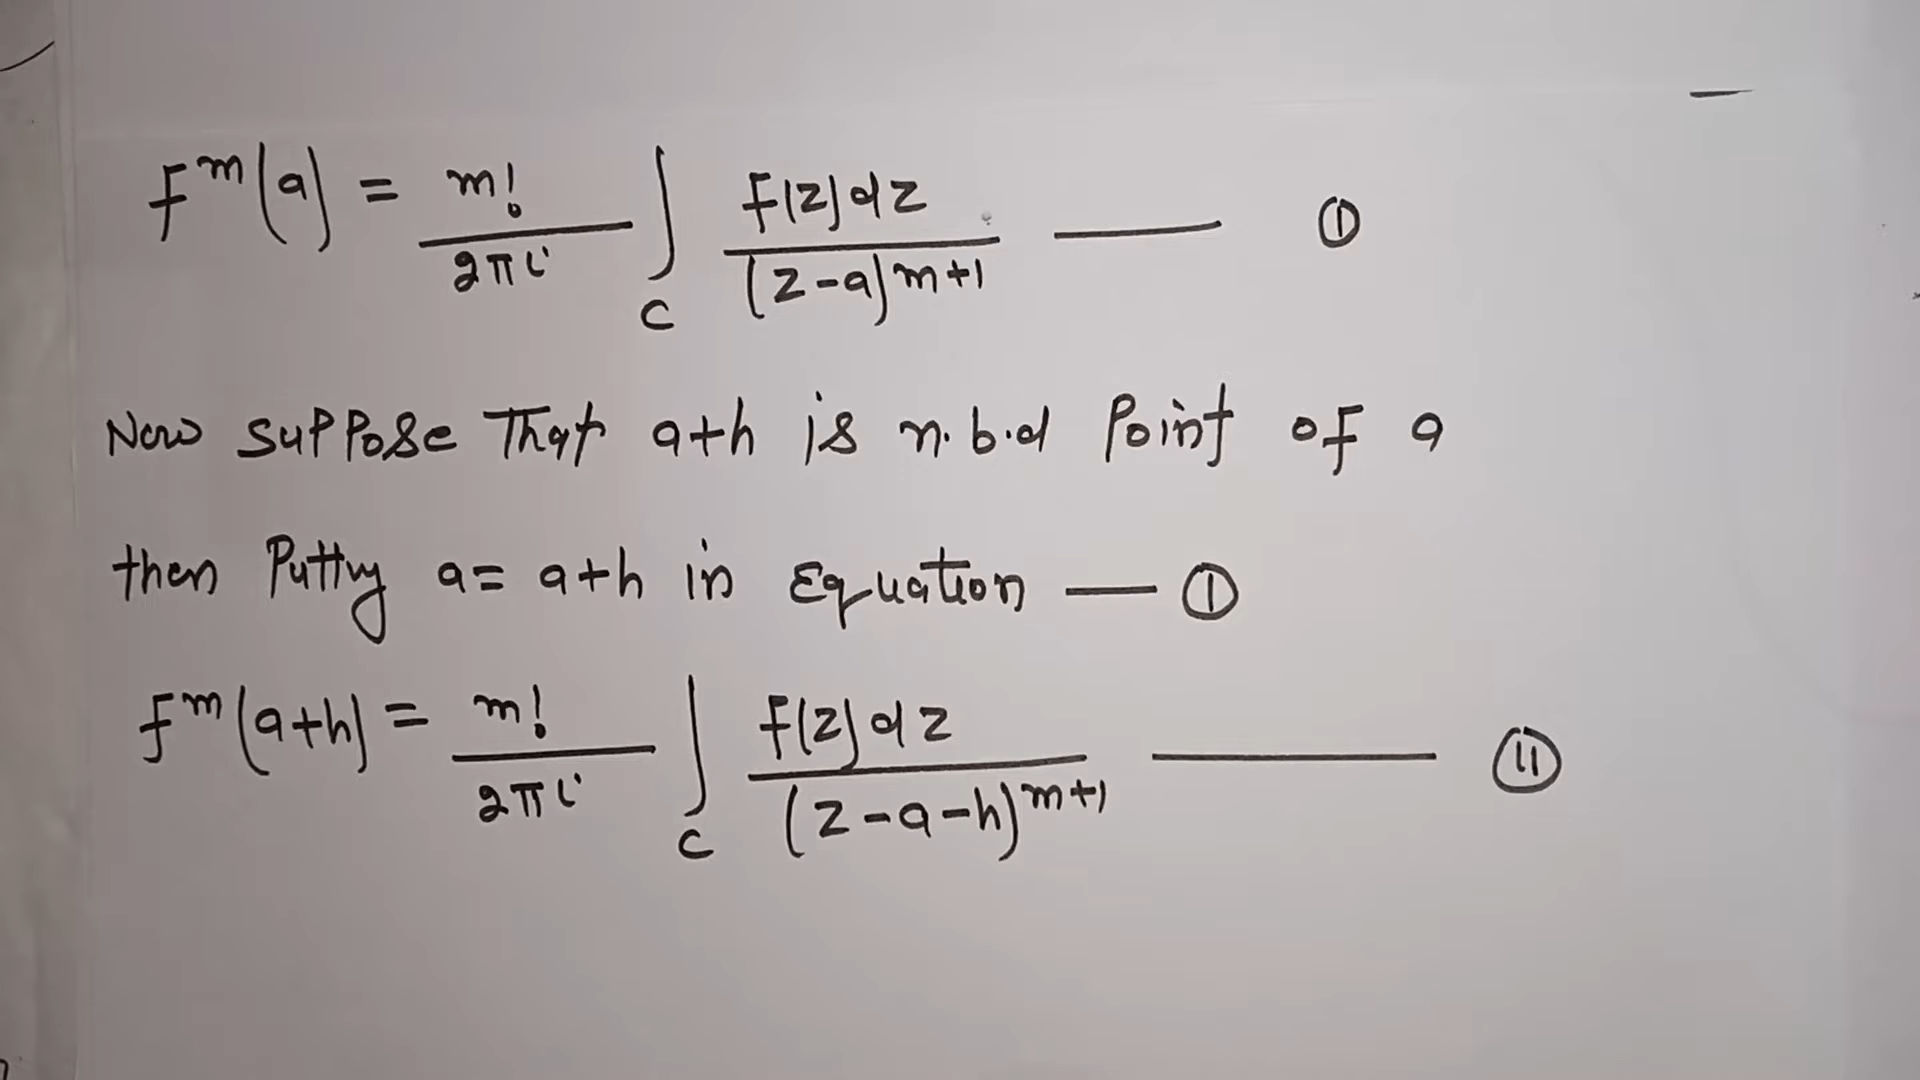 F^m(a) = m!/2πi ∫_C F(z)dz/(z-a)^{m+1} —— ①
Now suppose That a+h is n.b.d Point of a
then Putting a= a+h in Equation — ①
F^m(a+h) = m!/2πi ∫_C F(z)dz/(z-a-h)^{m+1} —— ⑪